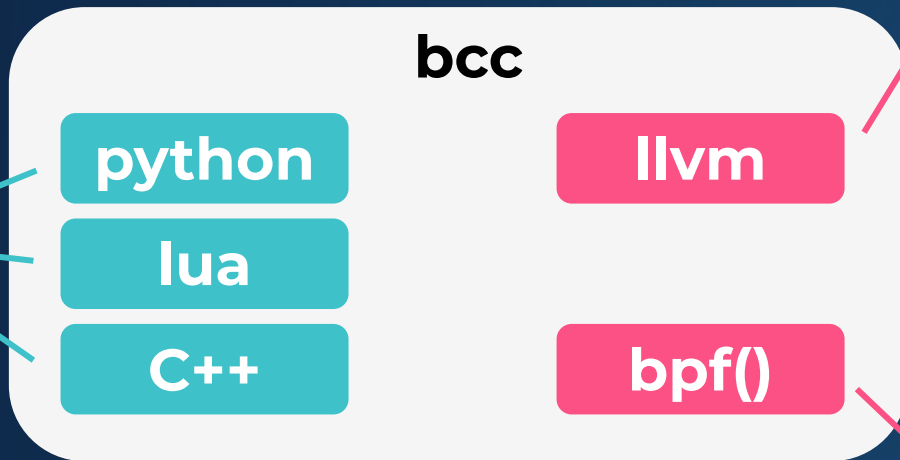 bcc
python
lua
C++
llvm
bpf()